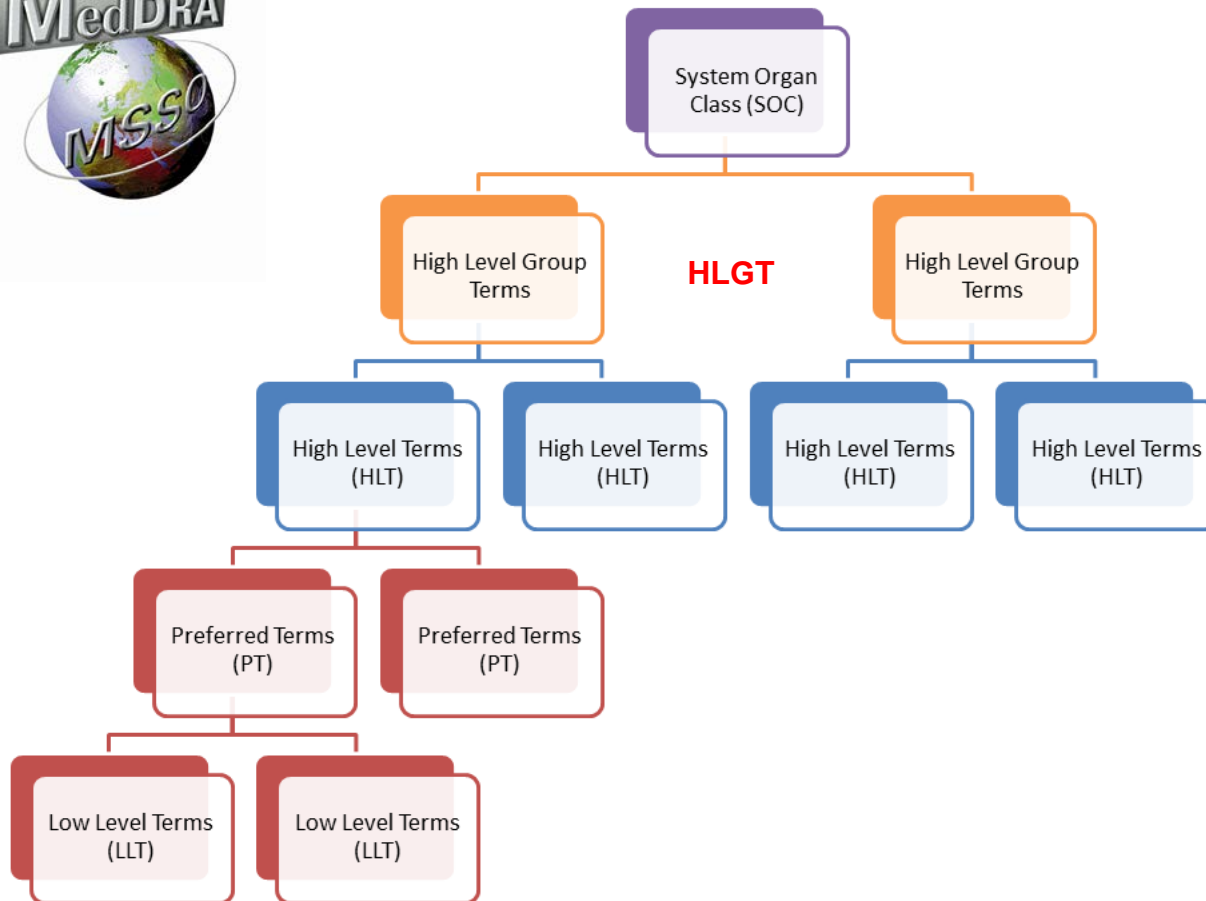 MedDRA
MSSO
System Organ
Class (SOC)
High Level Group
Terms
HLGT
High Level Group
Terms
High Level Terms
(HLT)
High Level Terms
(HLT)
High Level Terms
(HLT)
High Level Terms
(HLT)
Preferred Terms
(PT)
Preferred Terms
(PT)
Low Level Terms
(LLT)
Low Level Terms
(LLT)